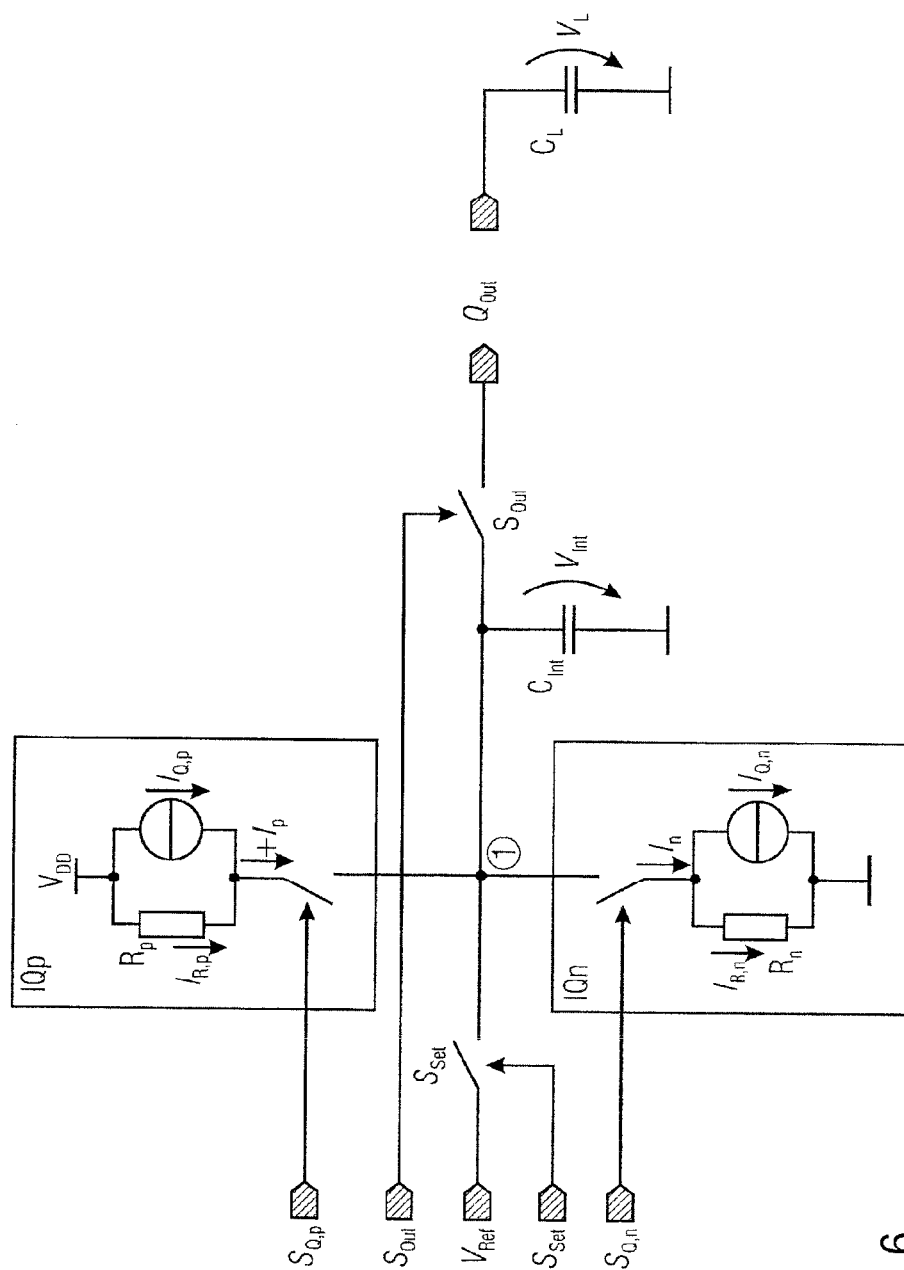 IQp
V_DD
R_p
I_R,p
I_Q,p
+I_p
S_Q,p
S_Out
V_Ref
S_Set
S_Q,n
S_Set
①
C_Int
V_Int
S_Out
Q_Out
C_L
V_L
IQn
I_n
I_R,n
R_n
I_Q,n